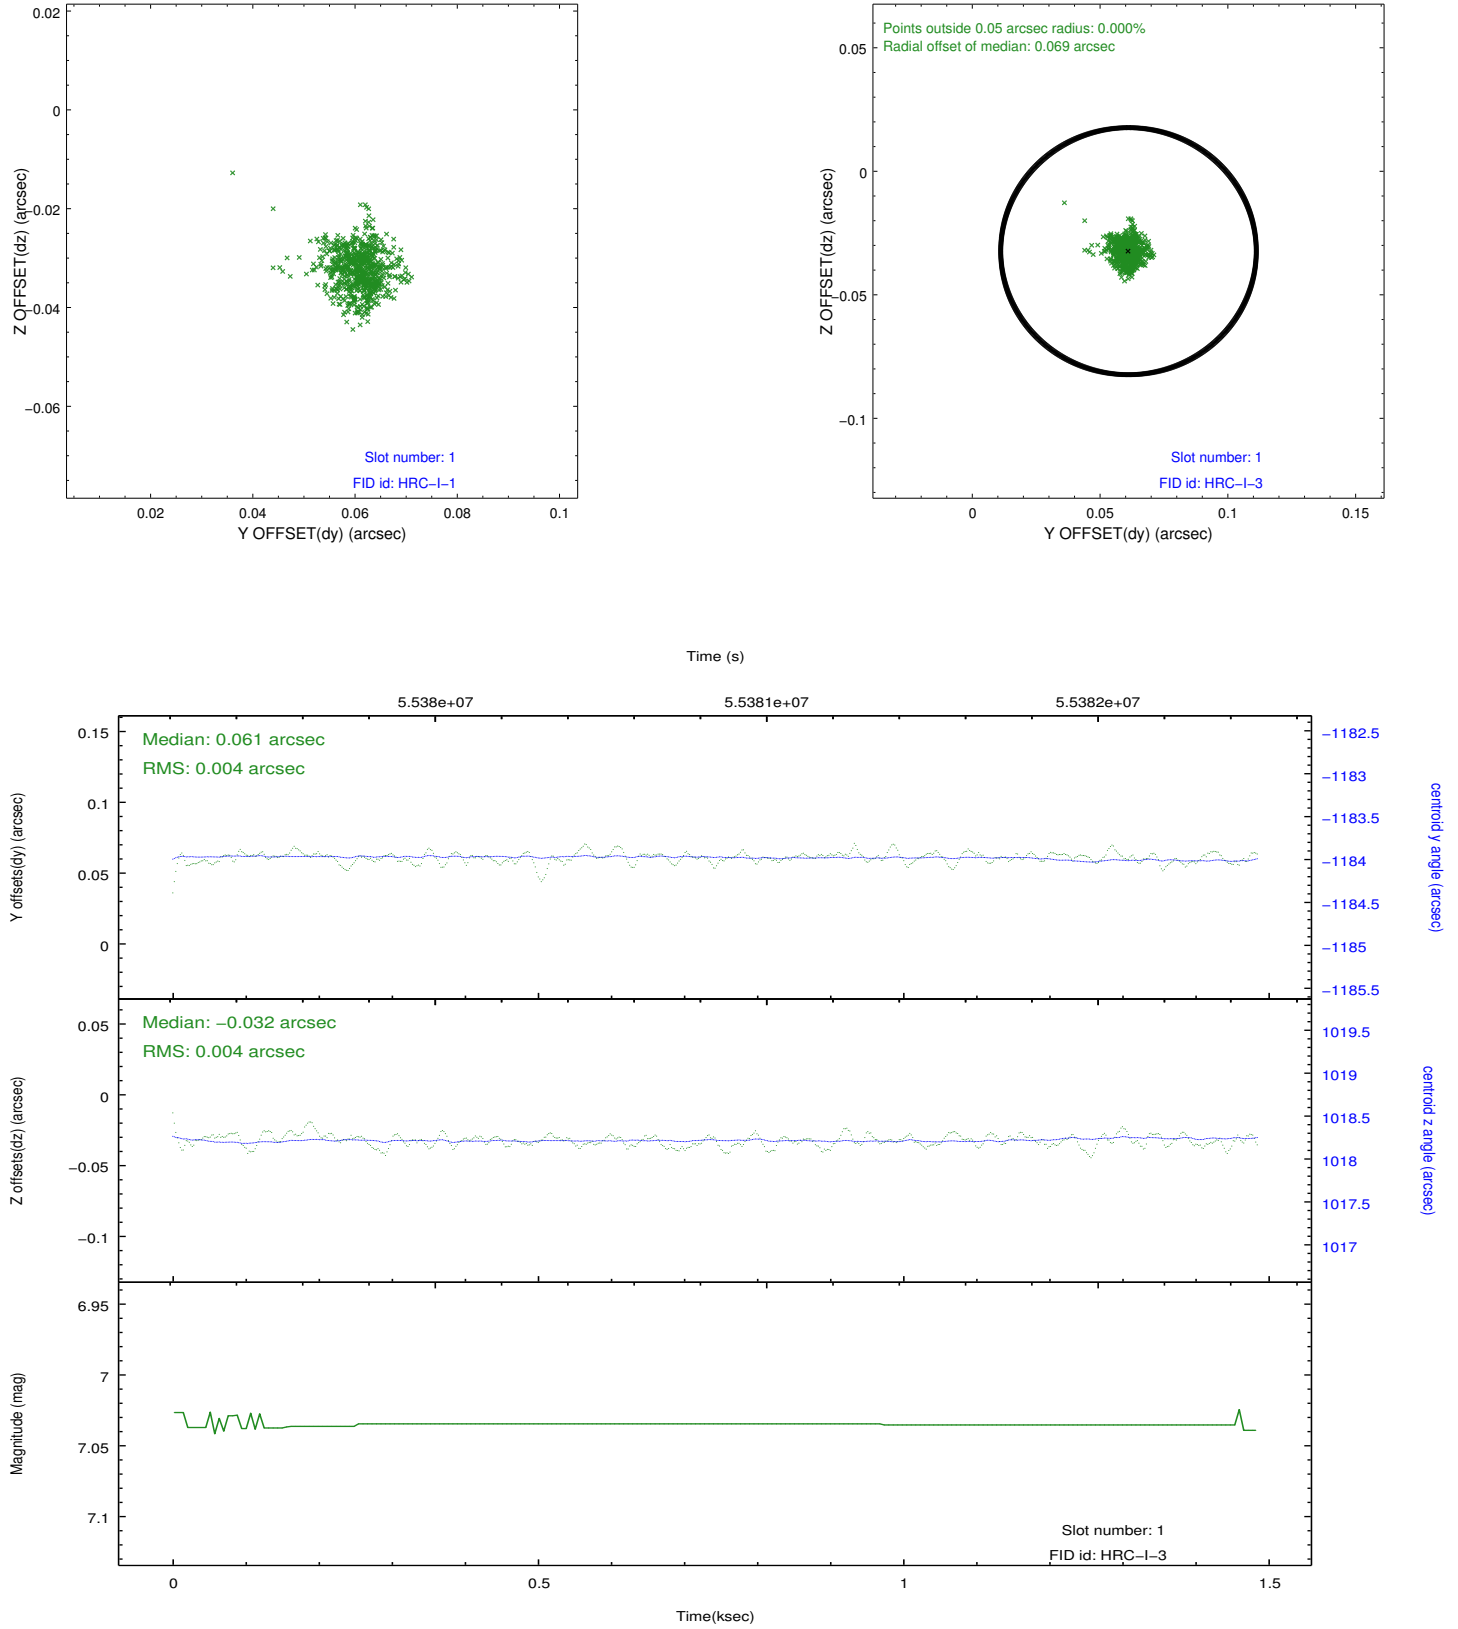 0.02
0
−0.02
−0.04
−0.06
Z OFFSET(dz) (arcsec)
Slot number: 1
FID id: HRC−I−1
0.02
0.04
0.06
0.08
0.1
Y OFFSET(dy) (arcsec)
Points outside 0.05 arcsec radius: 0.000%
Radial offset of median: 0.069 arcsec
0.05
0
−0.05
−0.1
Z OFFSET(dz) (arcsec)
Slot number: 1
FID id: HRC−I−3
0
0.05
0.1
0.15
Y OFFSET(dy) (arcsec)
Time (s)
5.538e+07
5.5381e+07
5.5382e+07
Median: 0.061 arcsec
RMS: 0.004 arcsec
0.15
0.1
0.05
0
Y offsets(dy) (arcsec)
−1182.5
−1183
−1183.5
−1184
−1184.5
−1185
−1185.5
centroid y angle (arcsec)
Median: −0.032 arcsec
RMS: 0.004 arcsec
0.05
0
−0.05
−0.1
Z offsets(dz) (arcsec)
1019.5
1019
1018.5
1018
1017.5
1017
centroid z angle (arcsec)
6.95
7
7.05
7.1
Magnitude (mag)
Slot number: 1
FID id: HRC−I−3
0
0.5
1
1.5
Time(ksec)